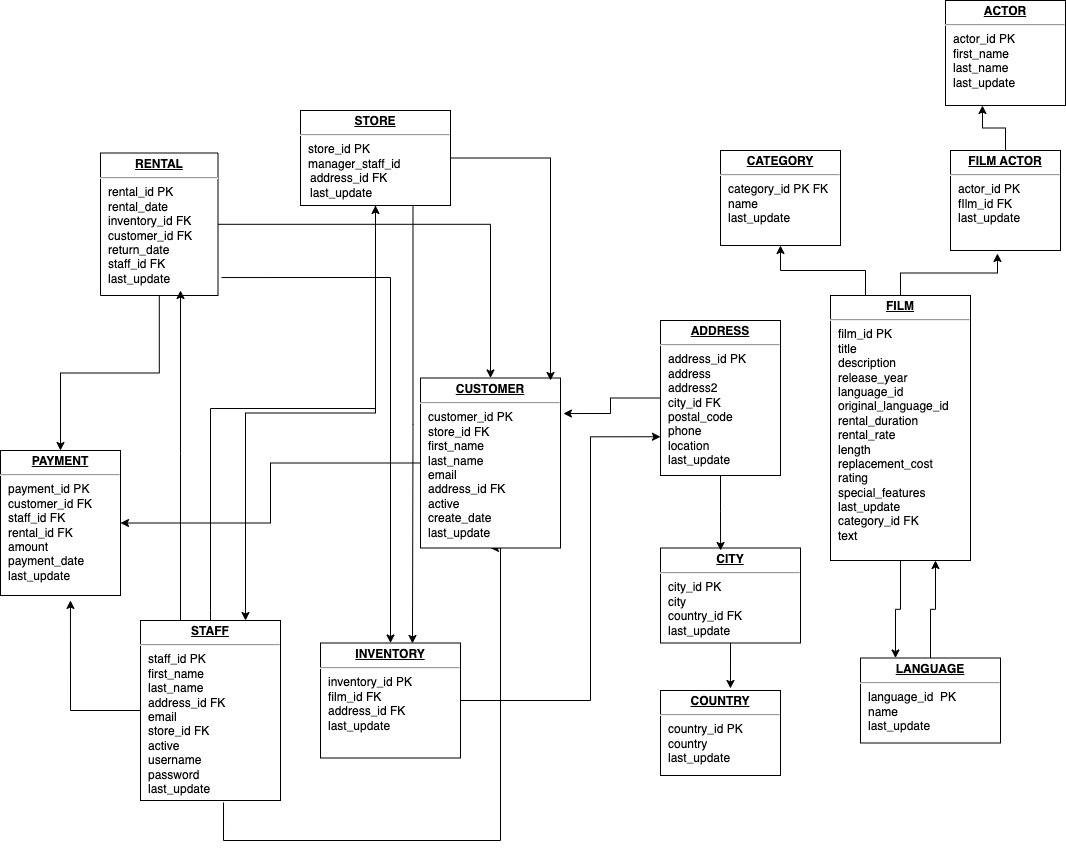 ACTOR
actor_id PK
first_name
last_name
last_update
STORE
store_id PK
manager_staff_id
address_id FK
last_update
RENTAL
rental_id PK
rental_date
inventory_id FK
customer_id FK
return_date
staff_id FK
last_update
CATEGORY
category_id PK FK
name
last_update
FILM ACTOR
actor_id PK
fllm_id FK
last_update
FILM
film_id PK
title
description
release_year
language_id
original_language_id
rental_duration
rental_rate
length
replacement_cost
rating
special_features
last_update
category_id FK
text
ADDRESS
address_id PK
address
address2
city_id FK
postal_code
phone
location
last_update
CUSTOMER
customer_id PK
store_id FK
first_name
last_name
email
address_id FK
active
create_date
last_update
PAYMENT
payment_id PK
customer_id FK
staff_id FK
rental_id FK
amount
payment_date
last_update
CITY
city_id PK
city
country_id FK
last_update
STAFF
staff_id PK
first_name
last_name
address_id FK
email
store_id FK
active
username
password
last_update
INVENTORY
inventory_id PK
film_id FK
address_id FK
last_update
LANGUAGE
language_id  PK
name
last_update
COUNTRY
country_id PK
country
last_update